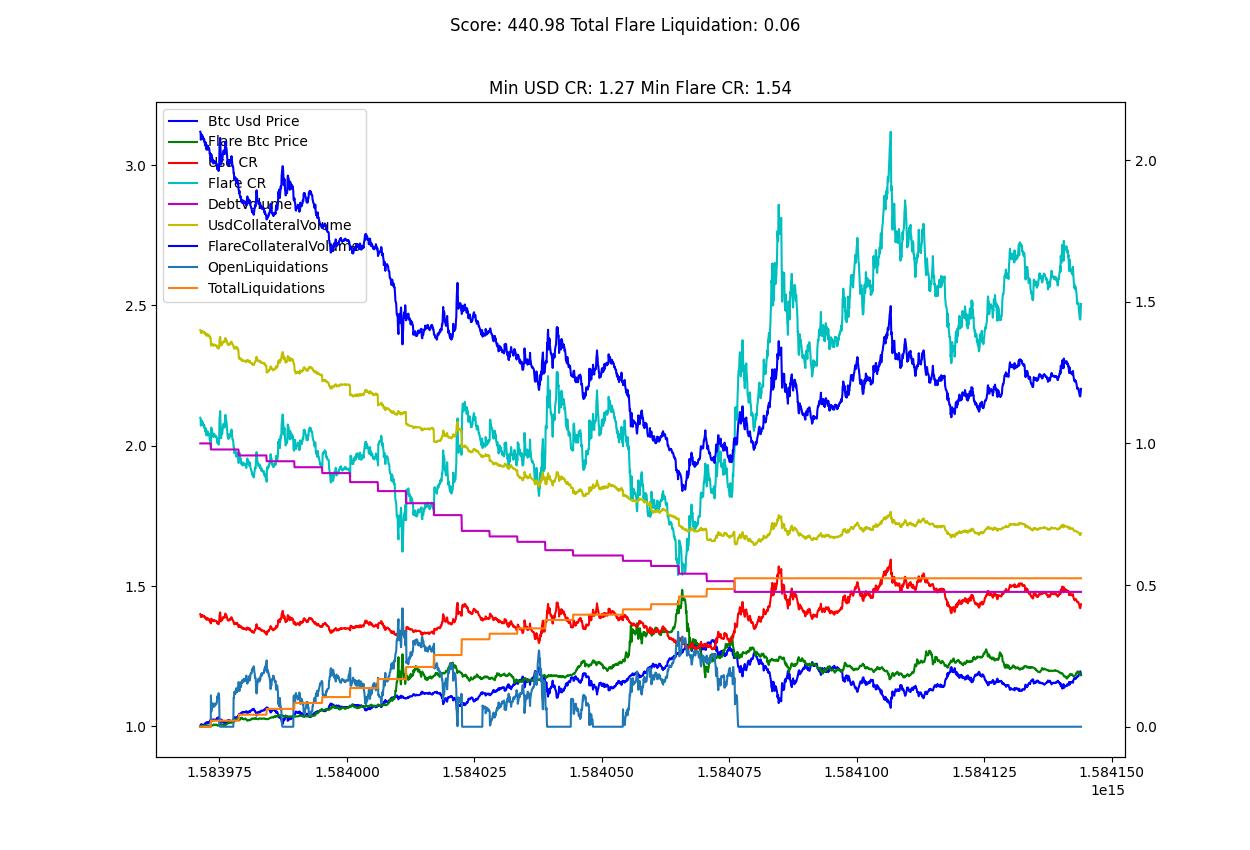 Score: 440.98 Total Flare Liquidation: 0.06
Min USD CR: 1.27 Min Flare CR: 1.54
Btc Usd Price
Flare Btc Price
Usd CR
Flare CR
DebtVolume
UsdCollateralVolume
FlareCollateralVolume
OpenLiquidations
TotalLiquidations
3.0
2.5
2.0
1.5
1.0
2.0
1.5
1.0
0.5
0.0
1.583975 1.584000 1.584025 1.584050 1.584075 1.584100 1.584125 1.584150
1e15